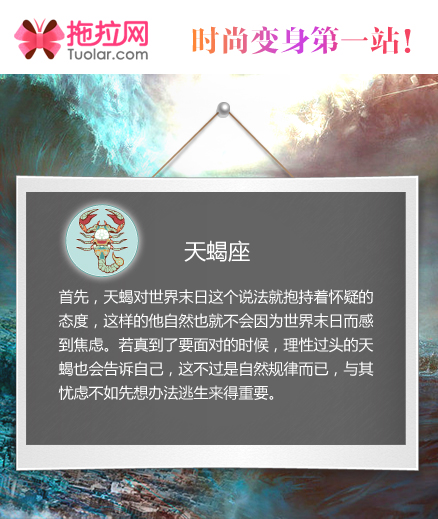 拖拉网
Tuolar.com
时尚变身第一站!
天蝎座
首先，天蝎对世界末日这个说法就抱持着怀疑的
态度，这样的他自然也就不会因为世界末日而感
到焦虑。若真到了要面对的时候，理性过头的天
蝎也会告诉自己，这不过是自然规律而已，与其
忧虑不如先想办法逃生来得重要。